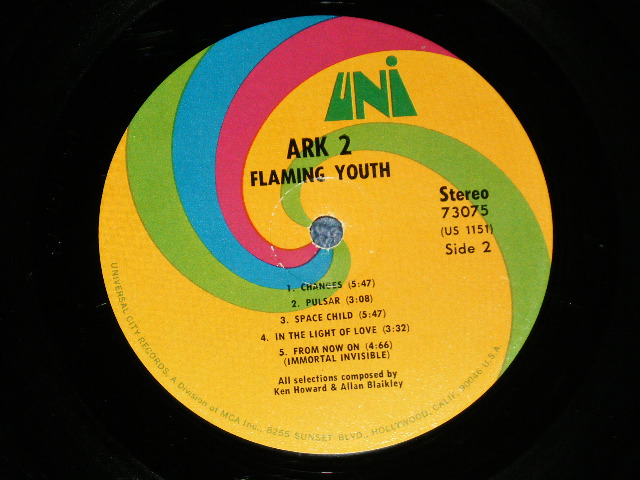 UNI
ARK 2
FLAMING YOUTH
Stereo
73075
(US 1151)
Side 2
1. CHANGES (5:47)
2. PULSAR (3:08)
3. SPACE CHILD (5:47)
4. IN THE LIGHT OF LOVE (3:32)
5. FROM NOW ON (4:66)
(IMMORTAL INVISIBLE)
All selections composed by
Ken Howard & Allan Blaikley
UNIVERSAL CITY RECORDS, A Division of MCA Inc., 8255 SUNSET BLVD., HOLLYWOOD, CALIF. 90046 U.S.A.